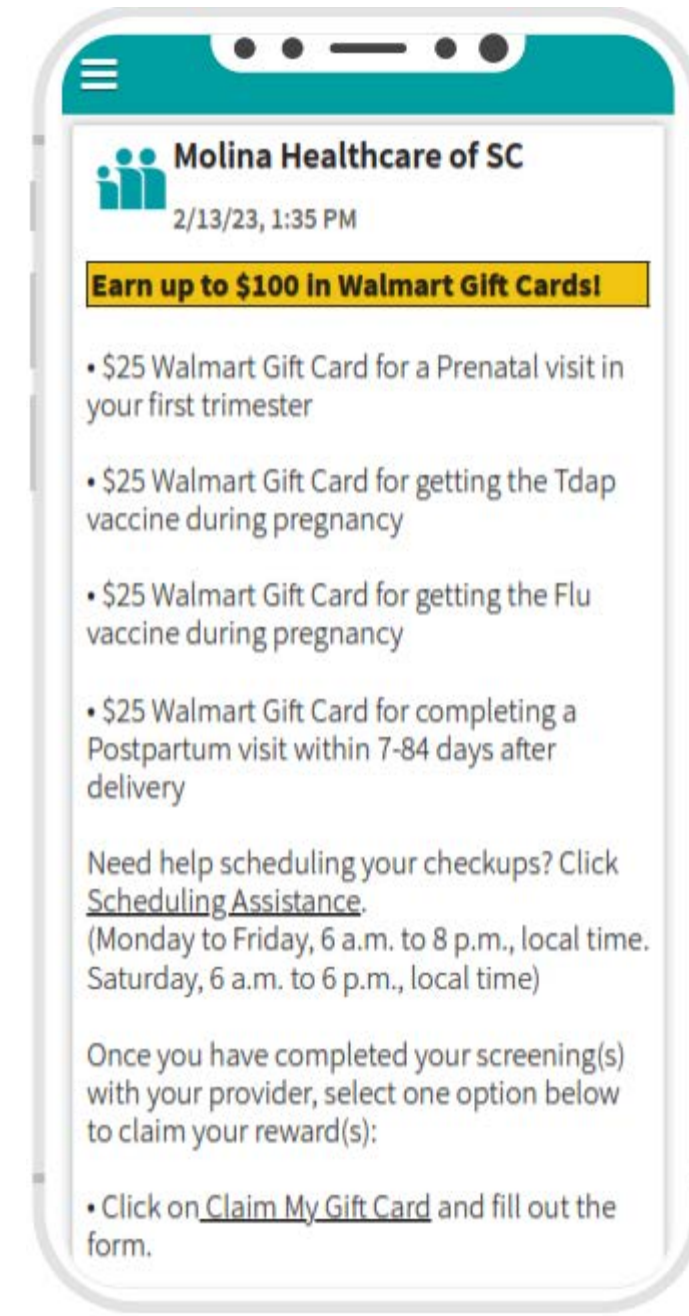 Molina Healthcare of SC
2/13/23, 1:35 PM
Earn up to $100 in Walmart Gift Cards!
• $25 Walmart Gift Card for a Prenatal visit in
your first trimester
• $25 Walmart Gift Card for getting the Tdap
vaccine during pregnancy
• $25 Walmart Gift Card for getting the Flu
vaccine during pregnancy
• $25 Walmart Gift Card for completing a
Postpartum visit within 7-84 days after
delivery
Need help scheduling your checkups? Click
Scheduling Assistance.
(Monday to Friday, 6 a.m. to 8 p.m., local time.
Saturday, 6 a.m. to 6 p.m., local time)
Once you have completed your screening(s)
with your provider, select one option below
to claim your reward(s):
• Click on Claim My Gift Card and fill out the
form.